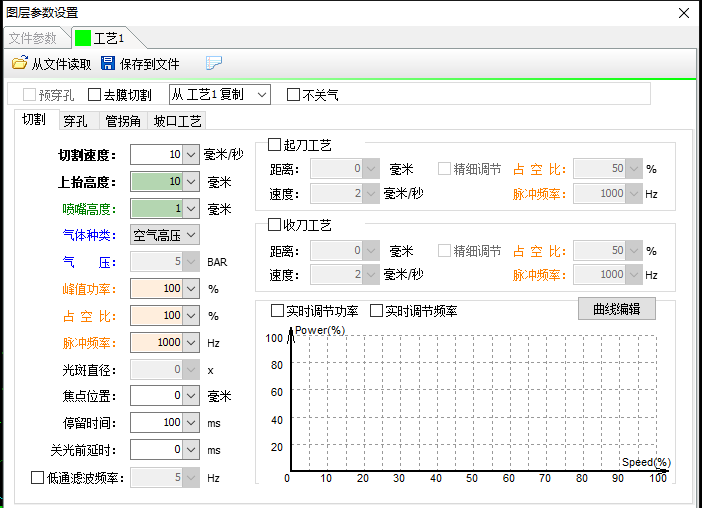 图层参数设置
文件参数 工艺1
从文件读取 保存到文件
预穿孔 去膜切割 从 工艺1 复制 不关气
切割 穿孔 管拐角 坡口工艺
切割速度： 10 毫米/秒
上抬高度： 10 毫米
喷嘴高度： 1 毫米
气体种类： 空气高压
气 压： 5 BAR
峰值功率： 100 %
占 空 比： 100 %
脉冲频率： 1000 Hz
光斑直径： 0 x
焦点位置： 0 毫米
停留时间： 100 ms
关光前延时： 0 ms
低通滤波频率： 5 Hz
起刀工艺
距离： 0 毫米 精细调节 占 空 比： 50 %
速度： 2 毫米/秒 脉冲频率： 1000 Hz
收刀工艺
距离： 0 毫米 精细调节 占 空 比： 50 %
速度： 2 毫米/秒 脉冲频率： 1000 Hz
实时调节功率 实时调节频率 曲线编辑
Power(%)
100
80
60
40
20
Speed(%)
0 10 20 30 40 50 60 70 80 90 100